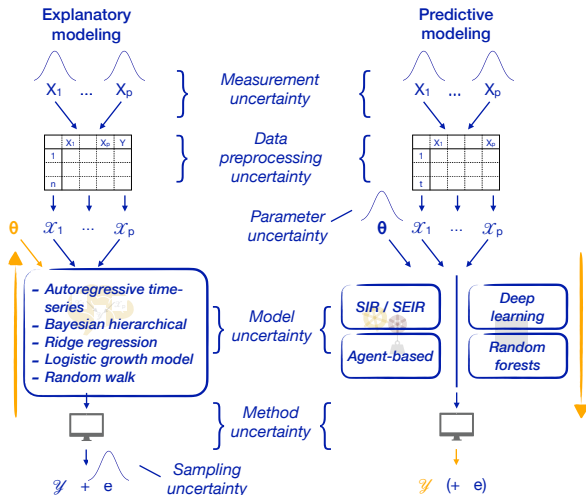 Explanatory
modeling
Predictive
modeling
X1 ... Xp
Measurement
uncertainty
X1 ... Xp
X1 Xp Y
1
n
Data
preprocessing
uncertainty
X1 Xp
1
t
Parameter
uncertainty
θ 𝒳1 ... 𝒳p
θ 𝒳1 ... 𝒳p
– Autoregressive time-
series
– Bayesian hierarchical
– Ridge regression
– Logistic growth model
– Random walk
Model
uncertainty
SIR / SEIR
Agent-based
Deep
learning
Random
forests
Method
uncertainty
𝒴 + e
Sampling
uncertainty
𝒴 (+ e)